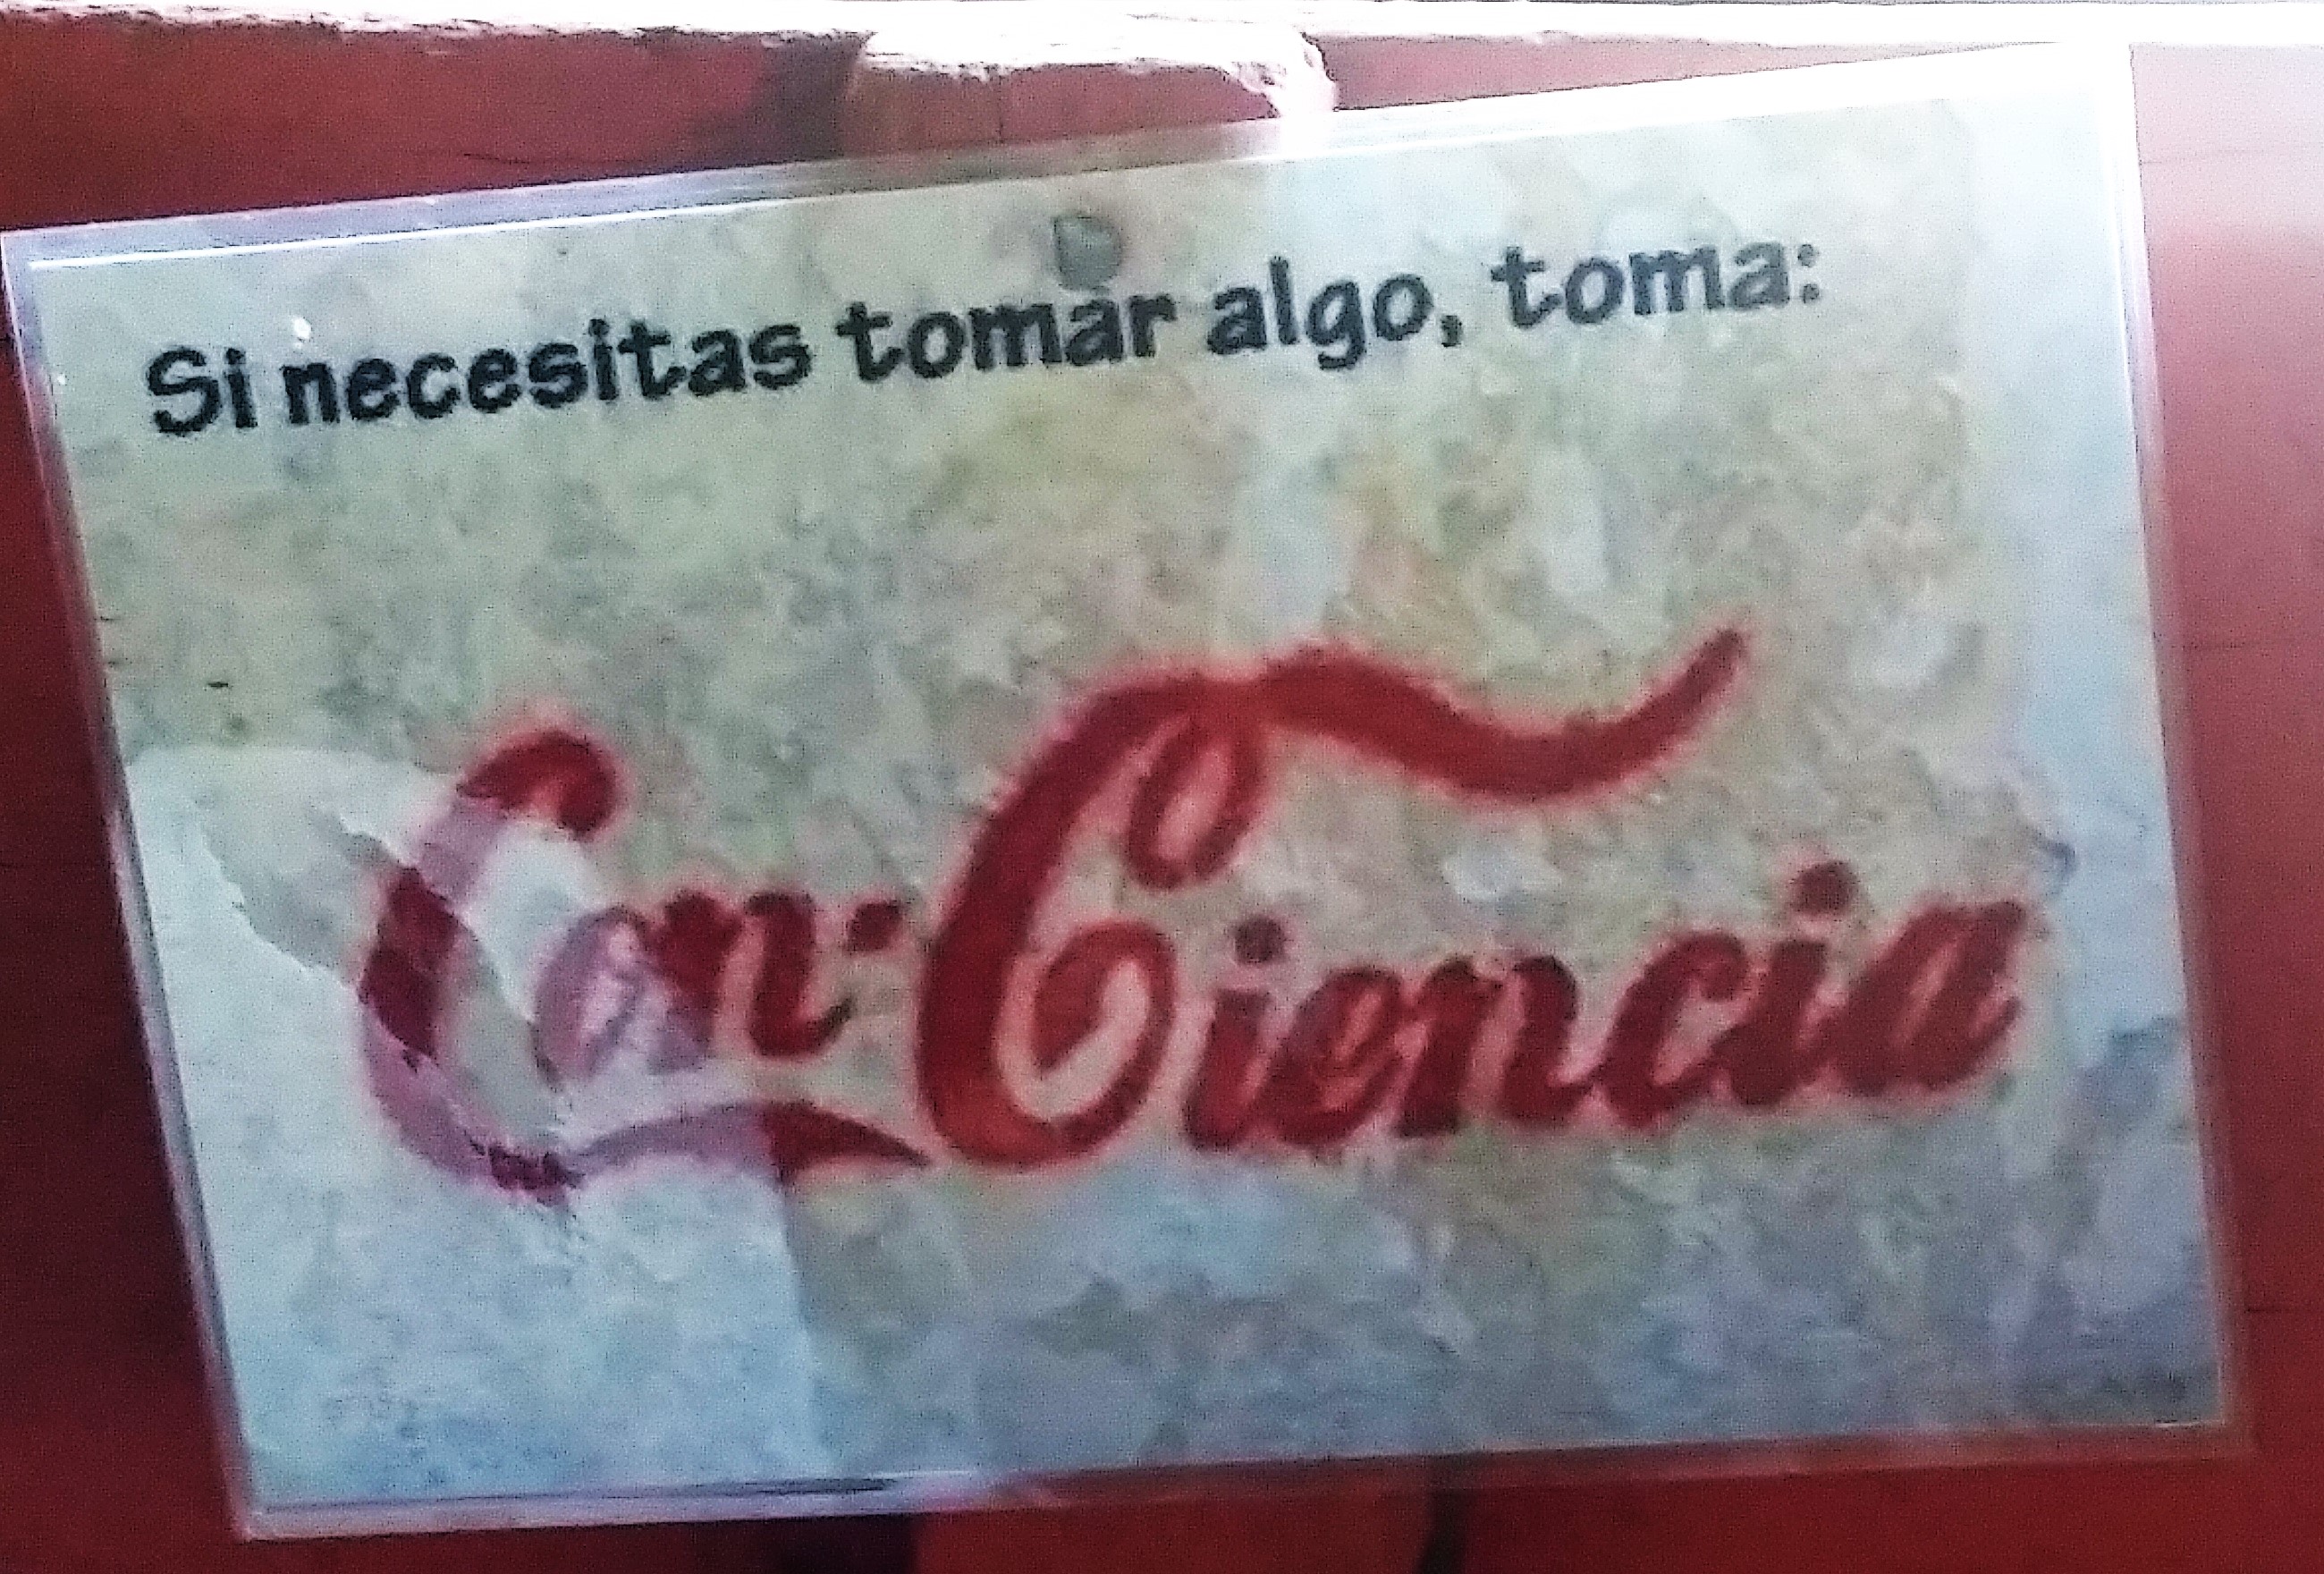 Si necesitas tomar algo, toma:
Con-Ciencia